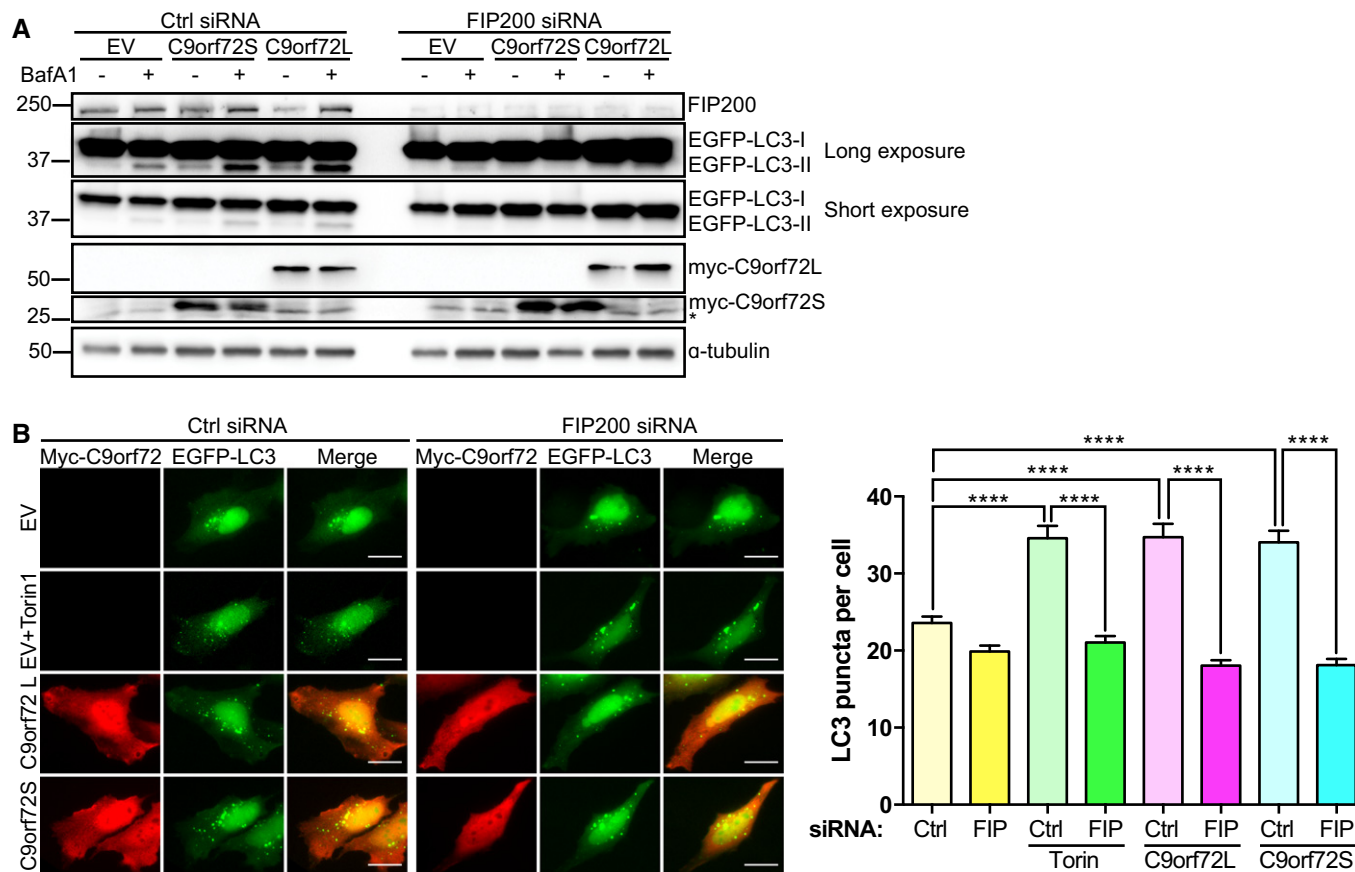 A
Ctrl siRNA
FIP200 siRNA
EV C9orf72S C9orf72L
EV C9orf72S C9orf72L
BafA1 - + - + - + - + - + - +
250 FIP200
EGFP-LC3-I
37 EGFP-LC3-II
Long exposure
EGFP-LC3-I
37 EGFP-LC3-II
Short exposure
50 myc-C9orf72L
myc-C9orf72S
25 *
50 α-tubulin
B
Ctrl siRNA
FIP200 siRNA
Myc-C9orf72 EGFP-LC3 Merge
Myc-C9orf72 EGFP-LC3 Merge
EV
EV+Torin1
C9orf72 L
C9orf72S
**** ****
**** ****
**** ****
LC3 puncta per cell
40
30
20
10
0
siRNA: Ctrl FIP Ctrl FIP Ctrl FIP Ctrl FIP
Torin C9orf72L C9orf72S